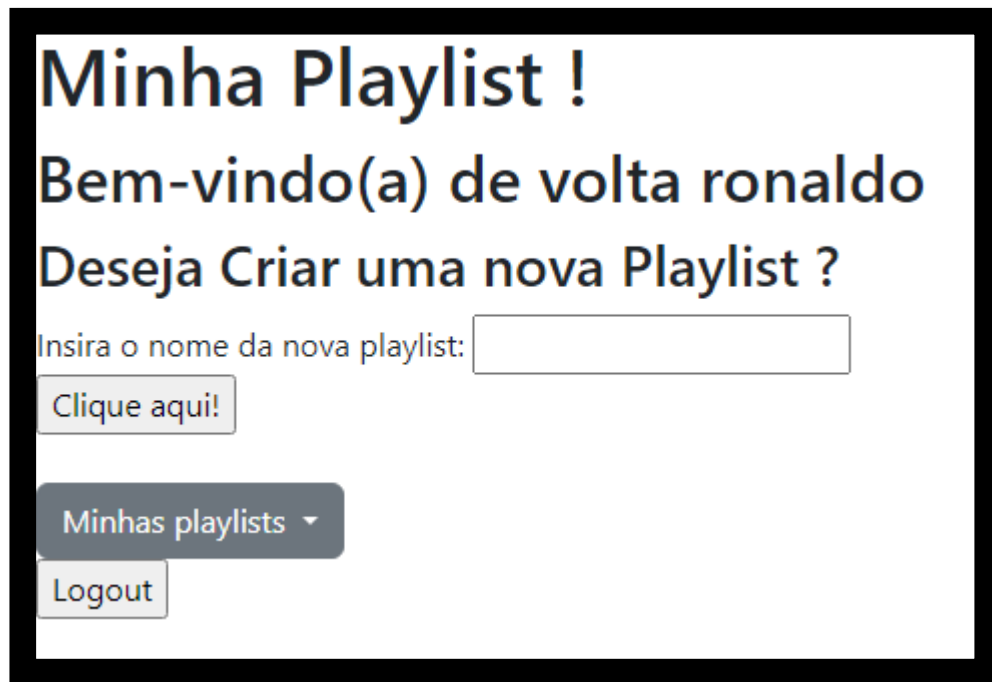 Minha Playlist !
Bem-vindo(a) de volta ronaldo
Deseja Criar uma nova Playlist ?
Insira o nome da nova playlist:
Clique aqui!
Minhas playlists
Logout